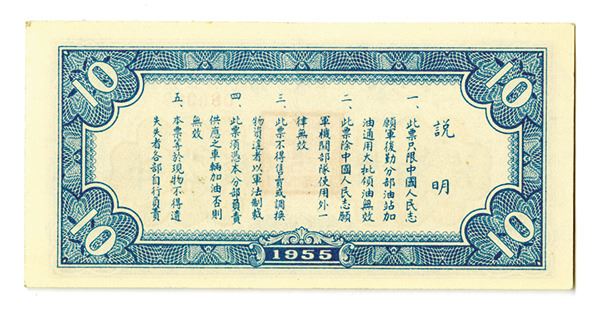 10
10
說明
一、此票只限中國人民志
願軍後勤分部油站加
油通用大批領油無效
二、此票除中國人民志願
軍機關部隊使用外一
律無效
三、此票不得售賣或調換
物資違者以軍法制裁
四、此票須憑本分部負責
供應之車輛加油否則
無效
五、本票等於現物不得遺
失失者各部自行負責
10
1955
10